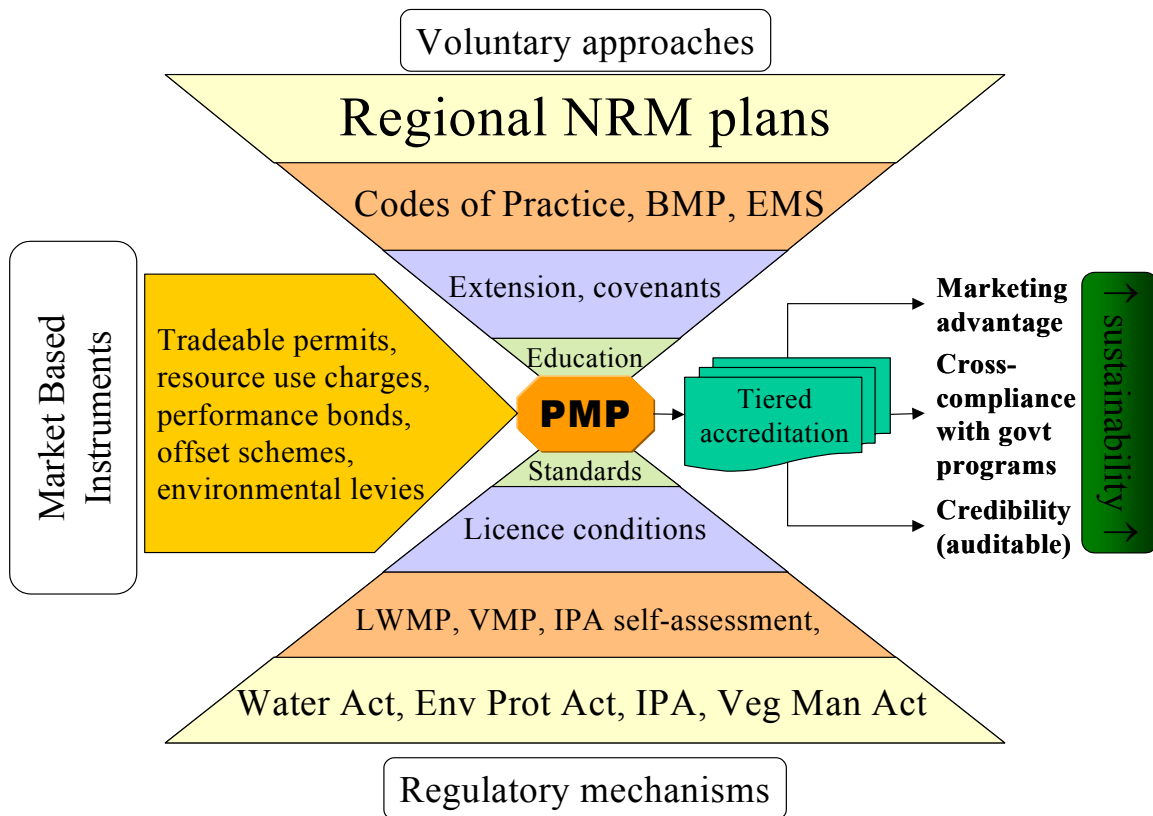 Voluntary approaches
Regional NRM plans
Codes of Practice, BMP, EMS
Extension, covenants
Education
Market Based
Instruments
Tradeable permits,
resource use charges,
performance bonds,
offset schemes,
environmental levies
PMP
Tiered
accreditation
Marketing
advantage
Cross-
compliance
with govt
programs
Credibility
(auditable)
↑ sustainability ↑
Standards
Licence conditions
LWMP, VMP, IPA self-assessment,
Water Act, Env Prot Act, IPA, Veg Man Act
Regulatory mechanisms